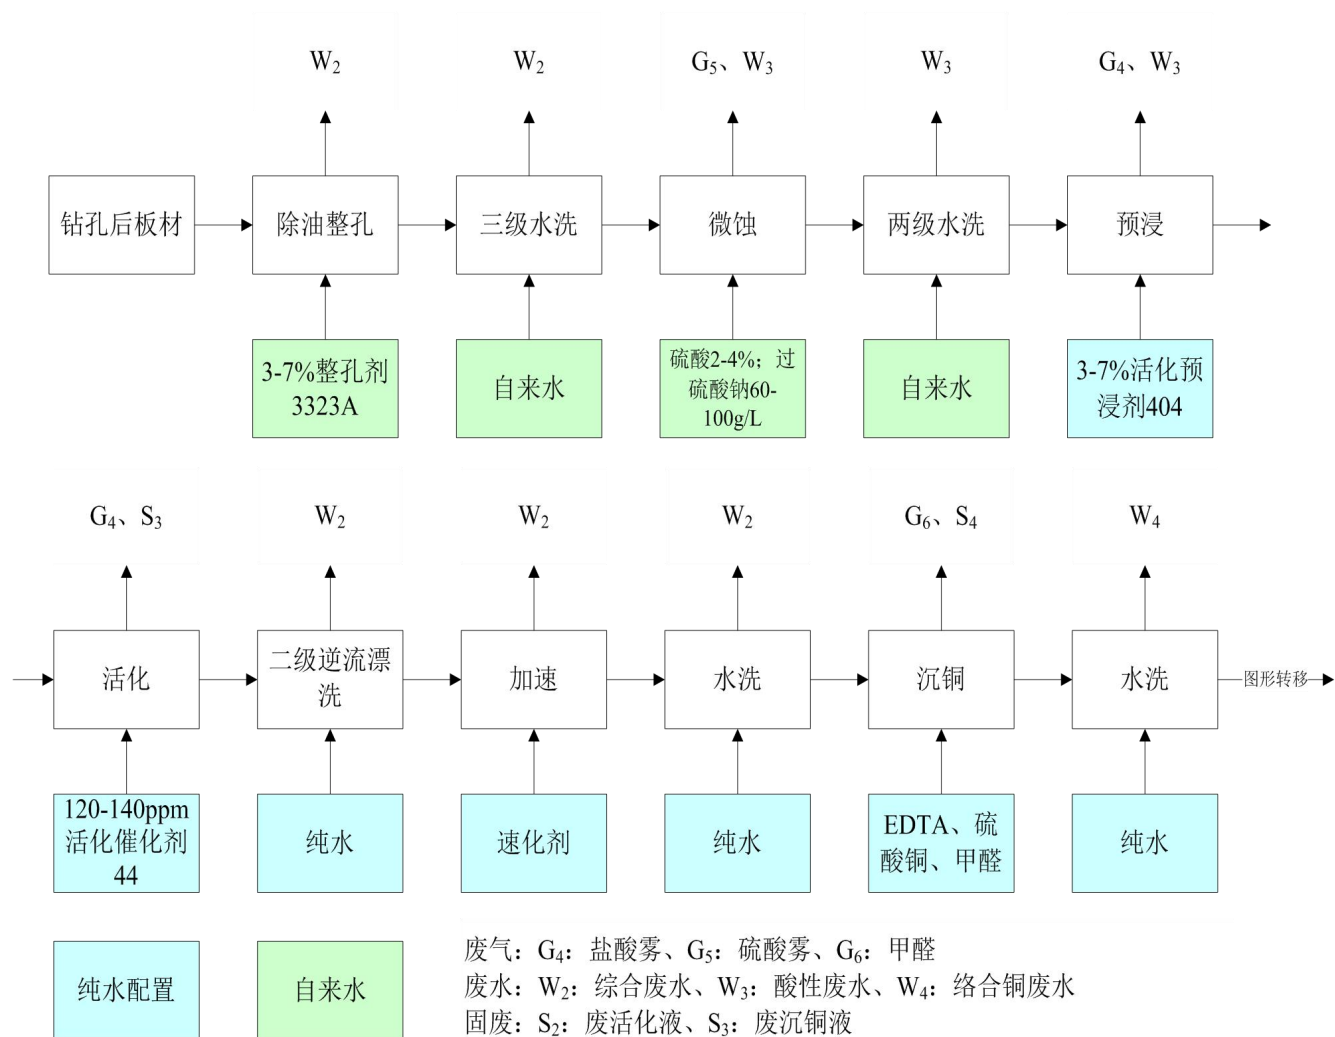 W₂
W₂
G₅、W₃
W₃
G₄、W₃
钻孔后板材
除油整孔
三级水洗
微蚀
两级水洗
预浸
3-7%整孔剂
3323A
自来水
硫酸2-4%；过
硫酸钠60-
100g/L
自来水
3-7%活化预
浸剂404
G₄、S₃
W₂
W₂
W₂
G₆、S₄
W₄
活化
二级逆流漂
洗
加速
水洗
沉铜
水洗
图形转移
120-140ppm
活化催化剂
44
纯水
速化剂
纯水
EDTA、硫
酸铜、甲醛
纯水
纯水配置
自来水
废气：G₄：盐酸雾、G₅：硫酸雾、G₆：甲醛
废水：W₂：综合废水、W₃：酸性废水、W₄：络合铜废水
固废：S₂：废活化液、S₃：废沉铜液